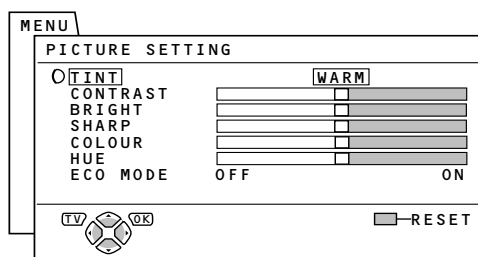 MENU
PICTURE SETTING
TINT WARM
CONTRAST
BRIGHT
SHARP
COLOUR
HUE
ECO MODE OFF ON
TV OK RESET